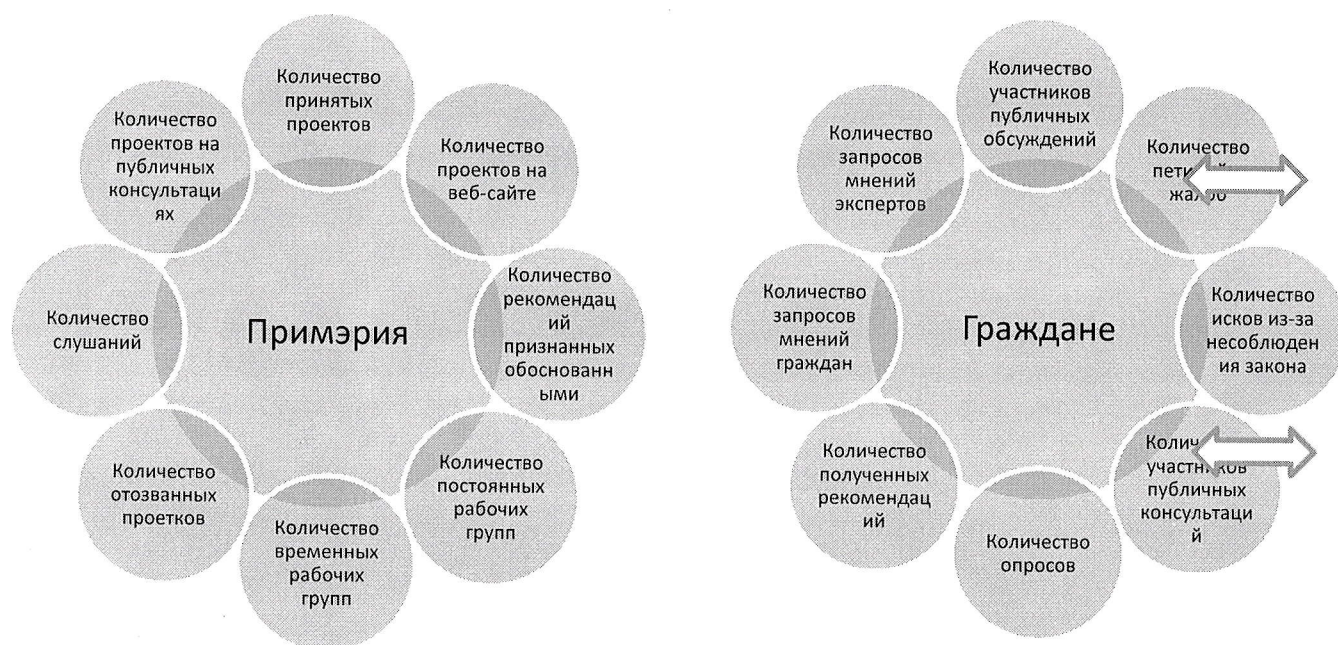 Количество
принятых
проектов
Количество
проектов на
веб-сайте
Количество
рекомендац
ий
признанных
обоснованн
ыми
Количество
постоянных
рабочих
групп
Количество
временных
рабочих
групп
Количество
отозванных
проетков
Количество
слушаний
Количество
проектов на
публичных
консультаци
ях
Примэрия
Количество
участников
публичных
обсуждений
Количество
Количество
исков из-за
несоблюден
ия закона
участников
публичных
консультаци
й
Количество
опросов
Количество
полученных
рекомендац
ий
Количество
запросов
мнений
граждан
Количество
запросов
мнений
экспертов
Граждане